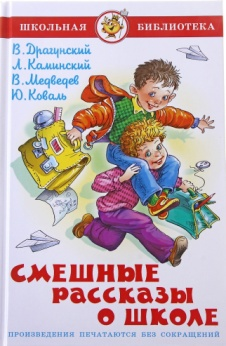 ШКОЛЬНАЯ БИБЛИОТЕКА
В. Драгунский
Л. Каминский
В. Медведев
Ю. Коваль
СМЕШНЫЕ
РАССКАЗЫ
О ШКОЛЕ
ПРОИЗВЕДЕНИЯ ПЕЧАТАЮТСЯ БЕЗ СОКРАЩЕНИЙ